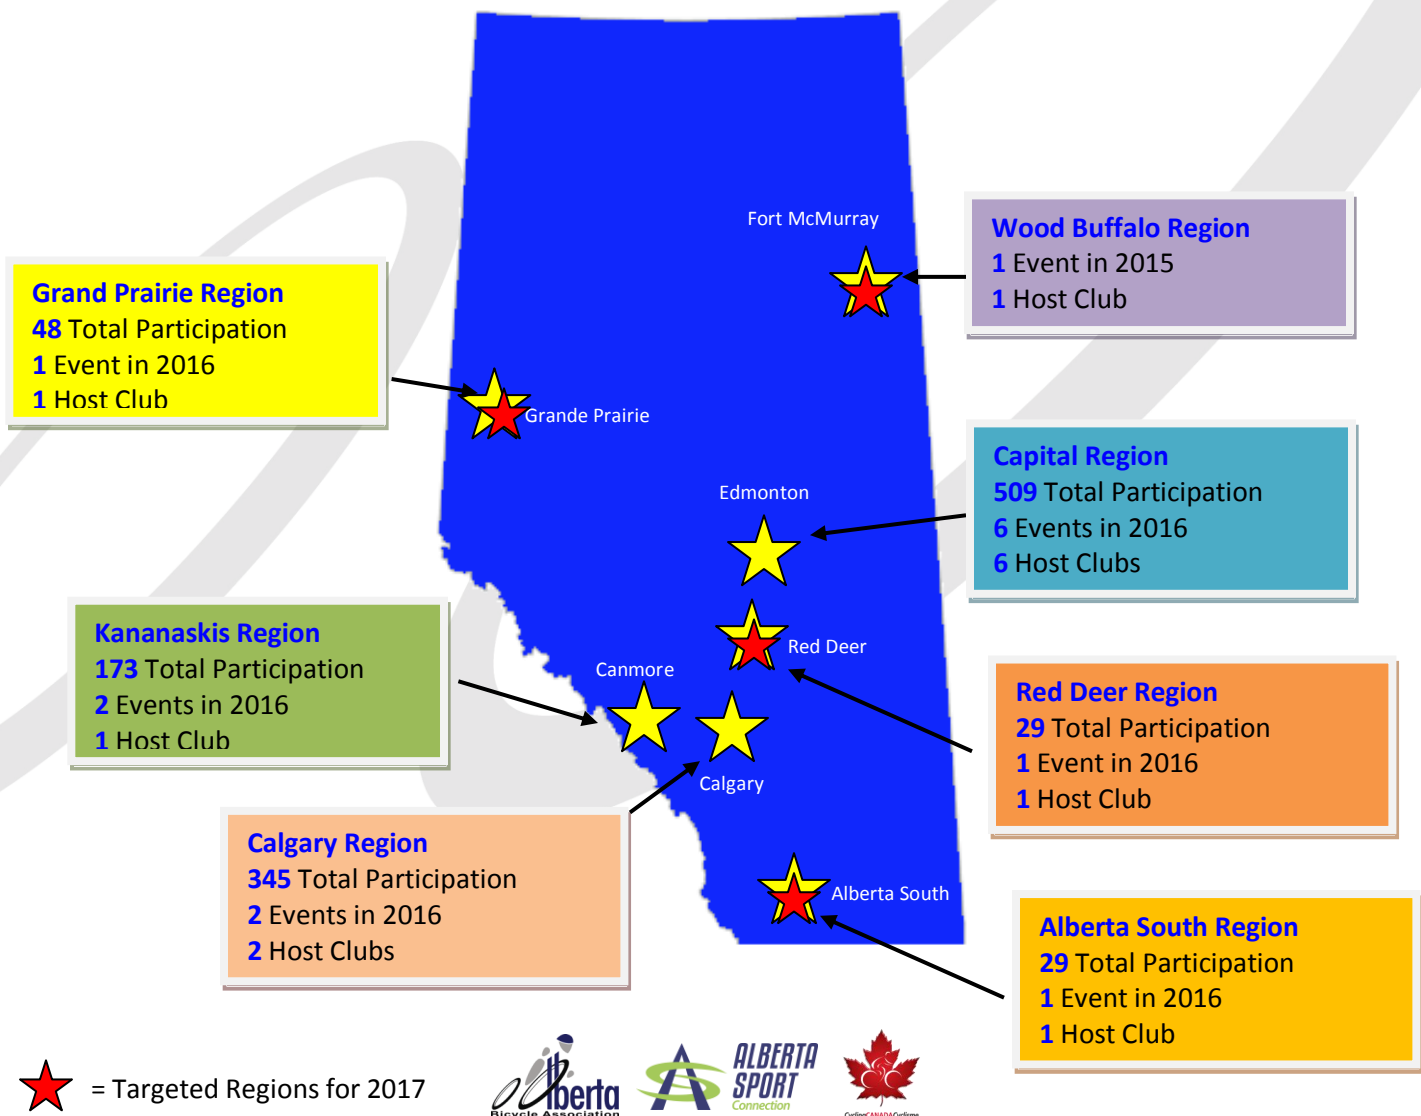 Fort McMurray
Wood Buffalo Region
1 Event in 2015
1 Host Club
Grand Prairie Region
48 Total Participation
1 Event in 2016
1 Host Club
Grande Prairie
Capital Region
509 Total Participation
6 Events in 2016
6 Host Clubs
Edmonton
Kananaskis Region
173 Total Participation
2 Events in 2016
1 Host Club
Canmore
Red Deer
Red Deer Region
29 Total Participation
1 Event in 2016
1 Host Club
Calgary
Calgary Region
345 Total Participation
2 Events in 2016
2 Host Clubs
Alberta South
Alberta South Region
29 Total Participation
1 Event in 2016
1 Host Club
= Targeted Regions for 2017
Alberta
Bicycle Association
ALBERTA
SPORT
Connection
CyclingCANADACyclisme